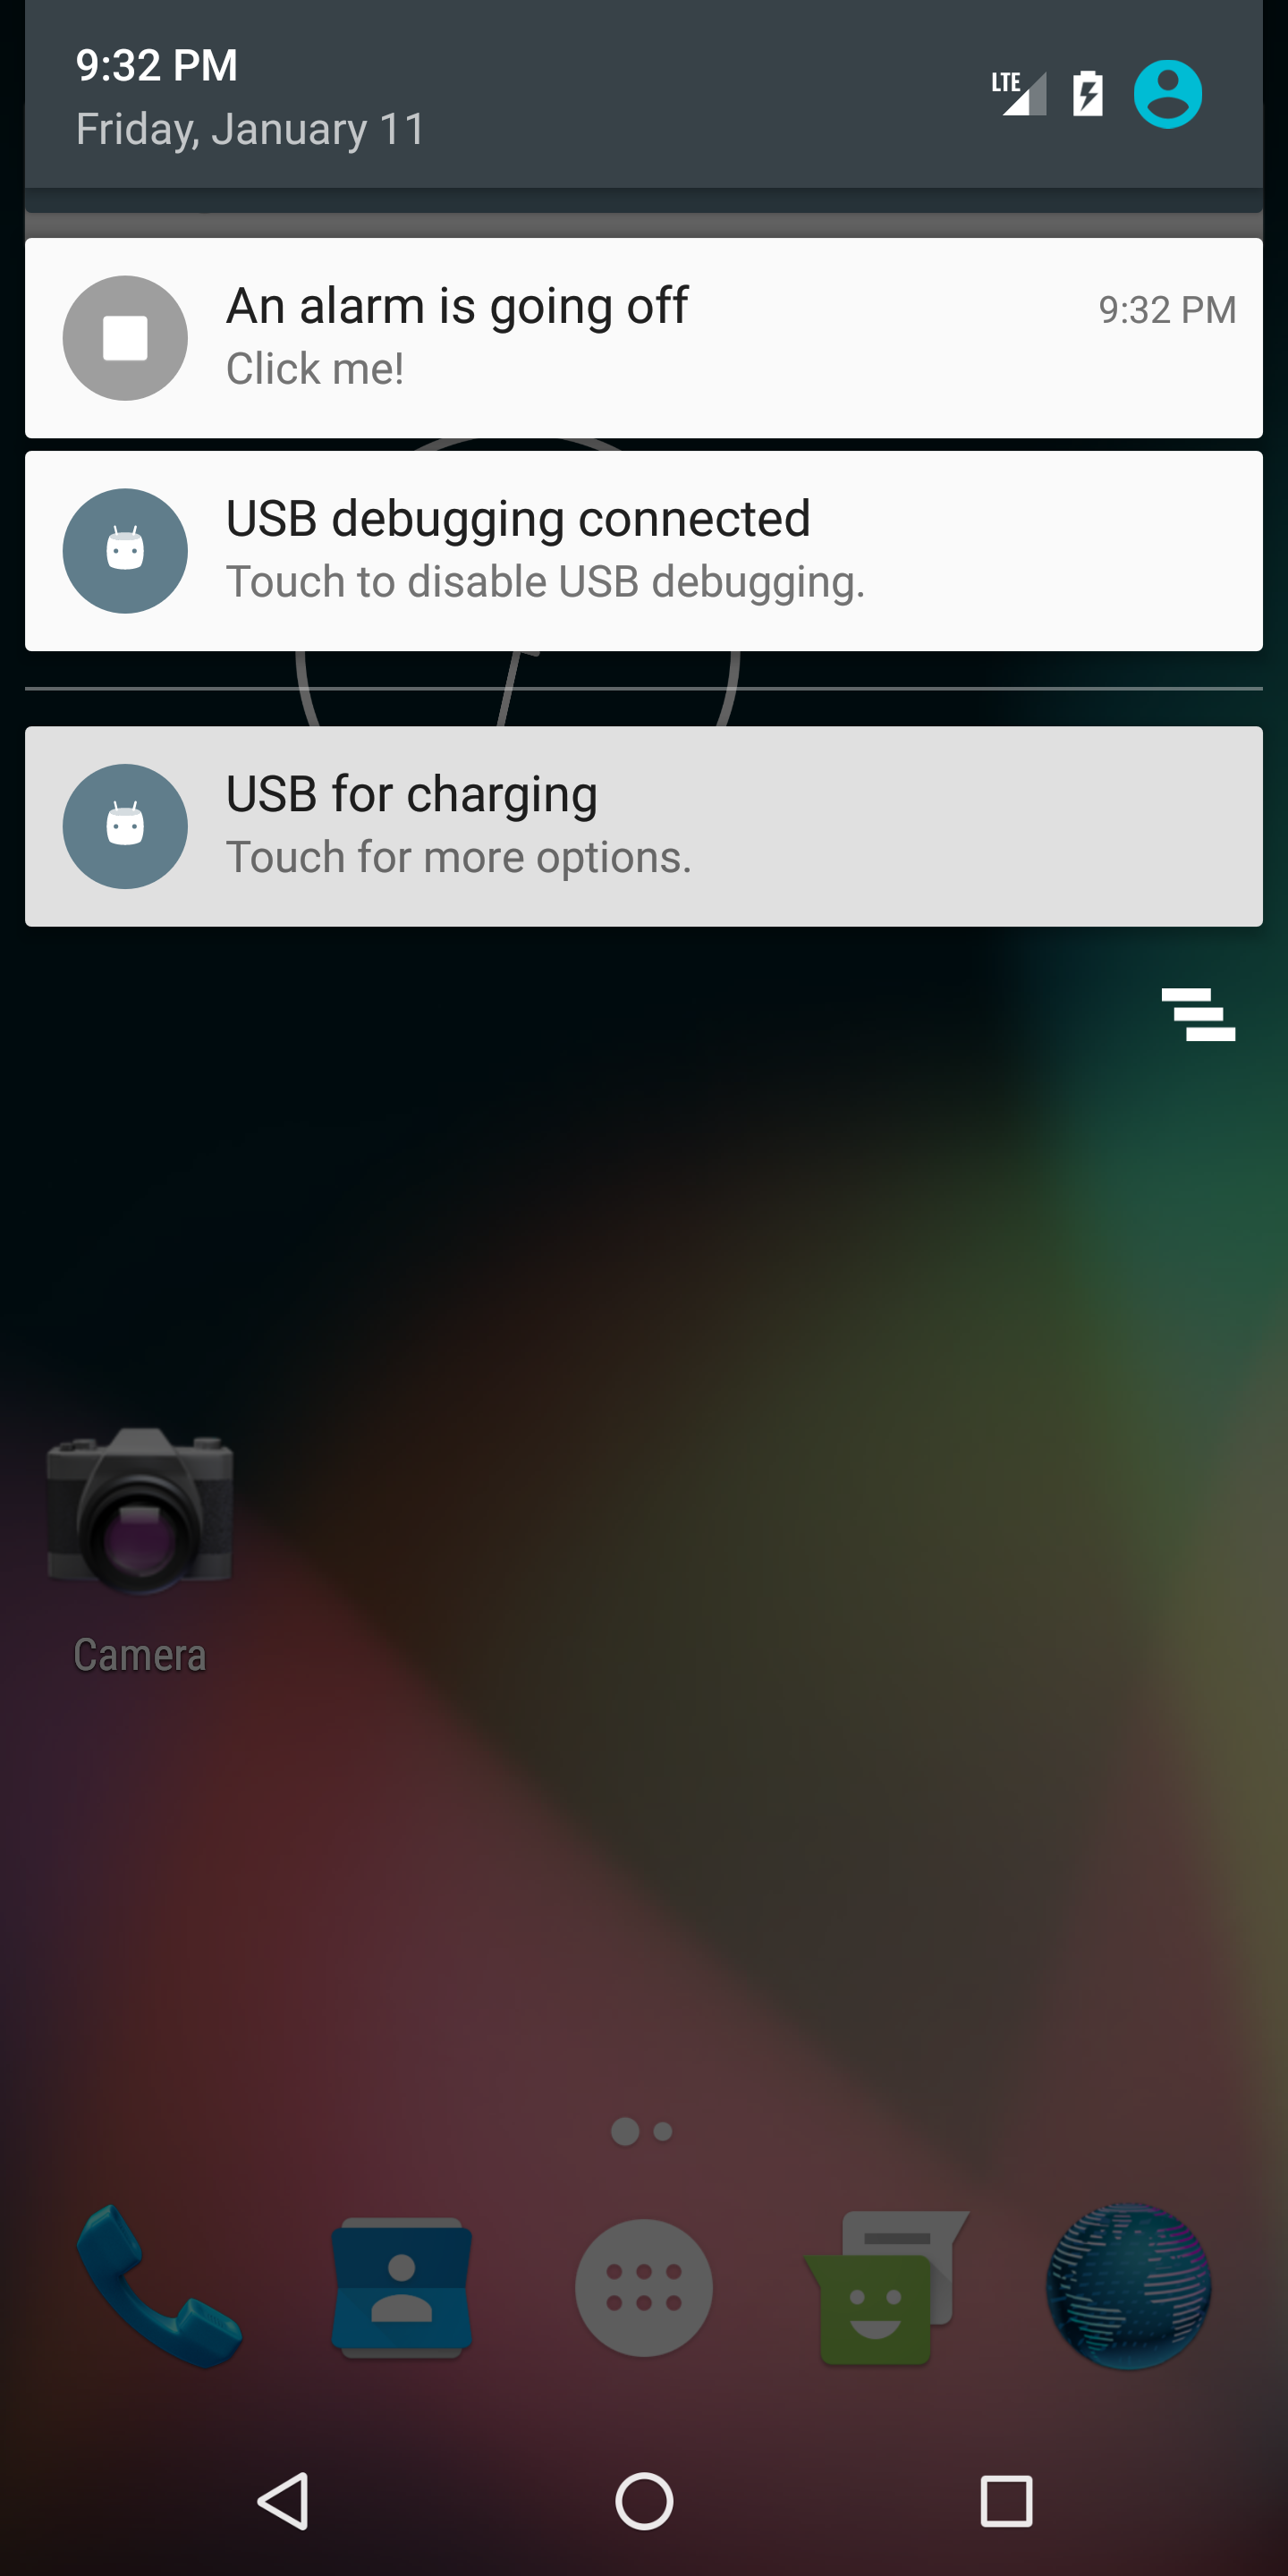 9:32 PM
Friday, January 11
LTE
An alarm is going off
9:32 PM
Click me!
USB debugging connected
Touch to disable USB debugging.
USB for charging
Touch for more options.
Camera